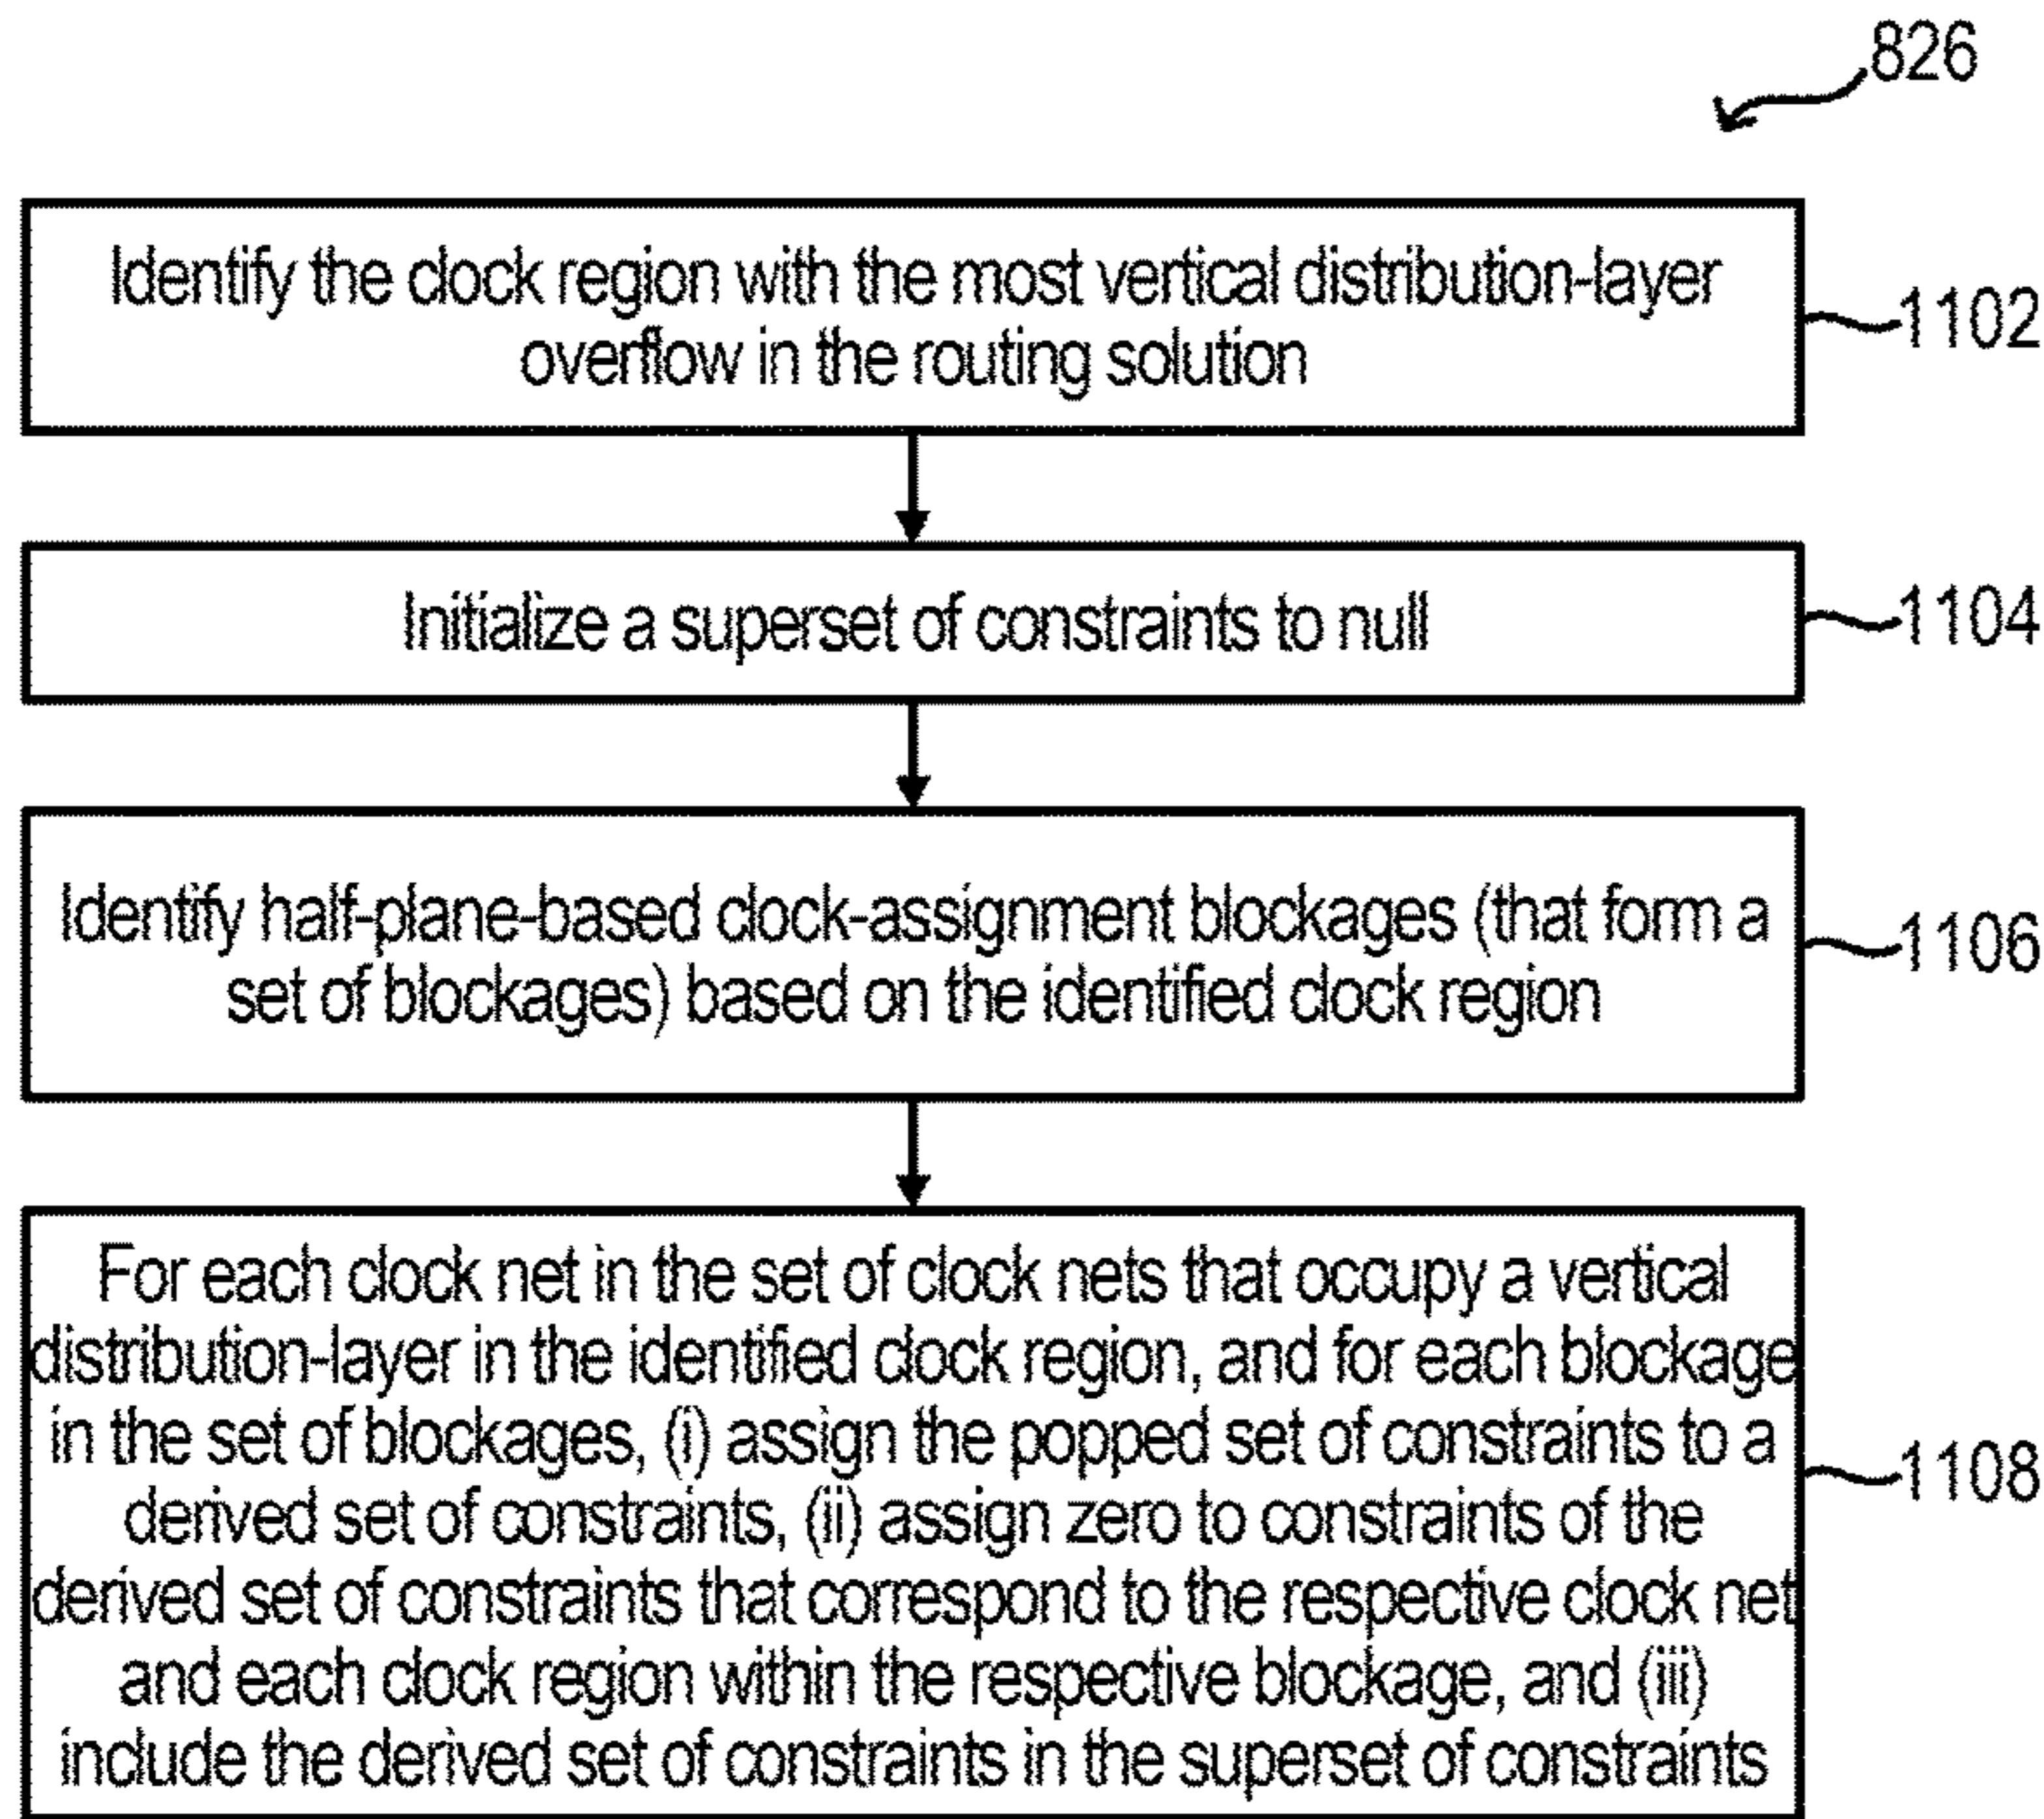 826
Identify the clock region with the most vertical distribution-layer
overflow in the routing solution
1102
Initialize a superset of constraints to null
1104
Identify half-plane-based clock-assignment blockages (that form a
set of blockages) based on the identified clock region
1106
For each clock net in the set of clock nets that occupy a vertical
distribution-layer in the identified clock region, and for each blockage
in the set of blockages, (i) assign the popped set of constraints to a
derived set of constraints, (ii) assign zero to constraints of the
derived set of constraints that correspond to the respective clock net
and each clock region within the respective blockage, and (iii)
include the derived set of constraints in the superset of constraints
1108